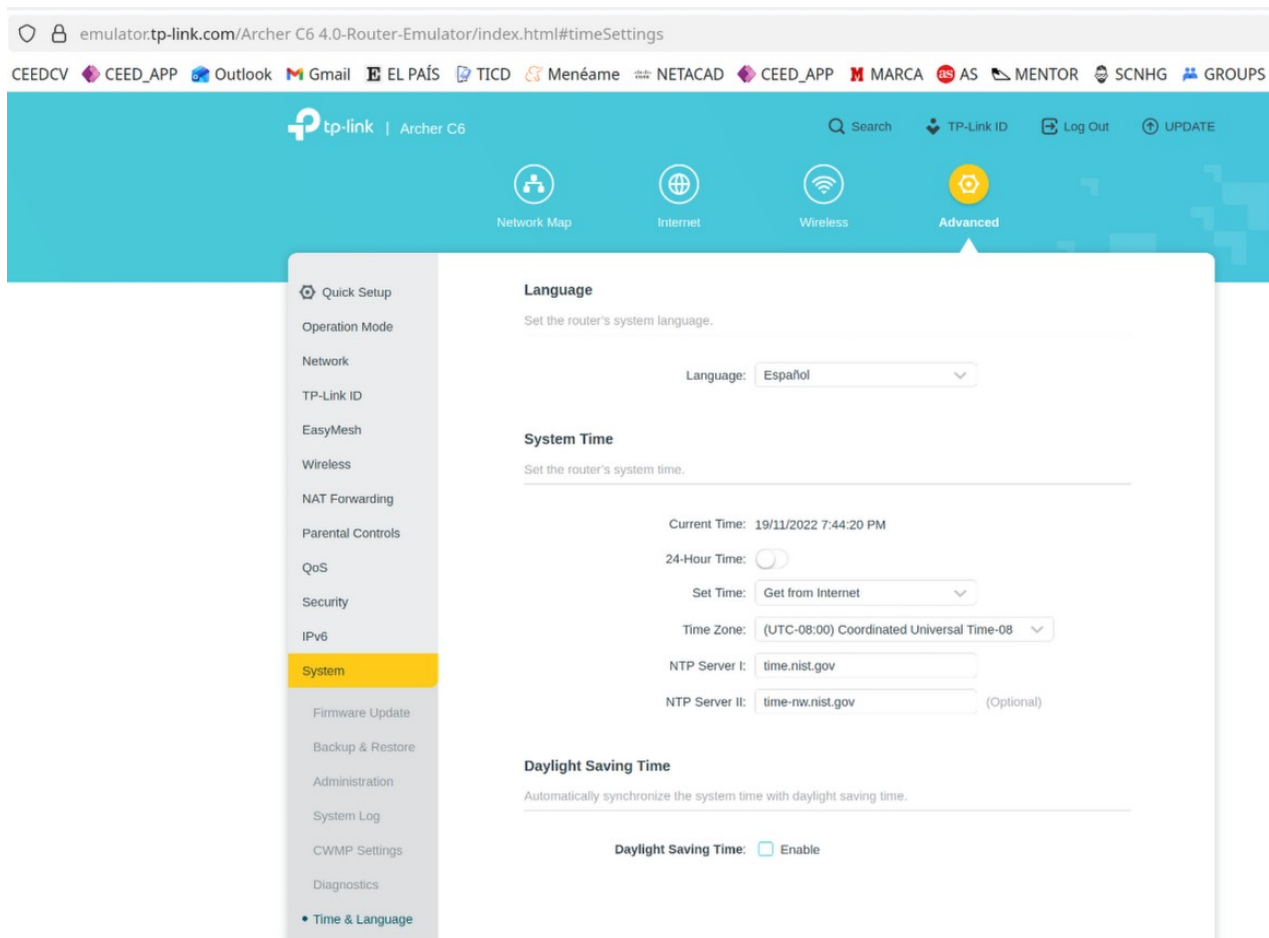 emulator.tp-link.com/Archer C6 4.0-Router-Emulator/index.html#timeSettings
CEEDCV CEED_APP Outlook Gmail EL PAÍS TICD Menéame NETACAD CEED_APP MARCA AS MENTOR SCNHG GROUPS
tp-link | Archer C6 Search TP-Link ID Log Out UPDATE
Network Map Internet Wireless Advanced
Quick Setup
Operation Mode
Network
TP-Link ID
EasyMesh
Wireless
NAT Forwarding
Parental Controls
QoS
Security
IPv6
System
Firmware Update
Backup & Restore
Administration
System Log
CWMP Settings
Diagnostics
Time & Language
Language
Set the router's system language.
Language: Español
System Time
Set the router's system time.
Current Time: 19/11/2022 7:44:20 PM
24-Hour Time:
Set Time: Get from Internet
Time Zone: (UTC-08:00) Coordinated Universal Time-08
NTP Server I: time.nist.gov
NTP Server II: time-nw.nist.gov (Optional)
Daylight Saving Time
Automatically synchronize the system time with daylight saving time.
Daylight Saving Time: Enable